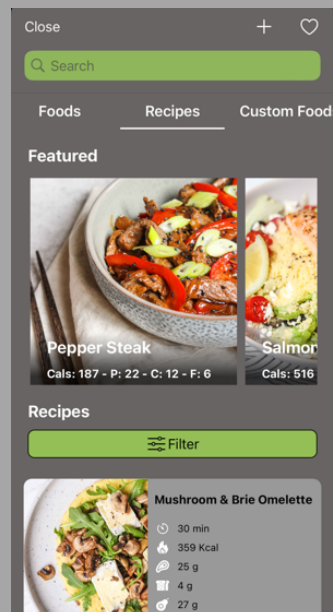 Close
Search
Foods Recipes Custom Food
Featured
Pepper Steak
Cals: 187 - P: 22 - C: 12 - F: 6
Salmon
Cals: 516
Recipes
Filter
Mushroom & Brie Omelette
30 min
359 Kcal
25 g
4 g
27 g